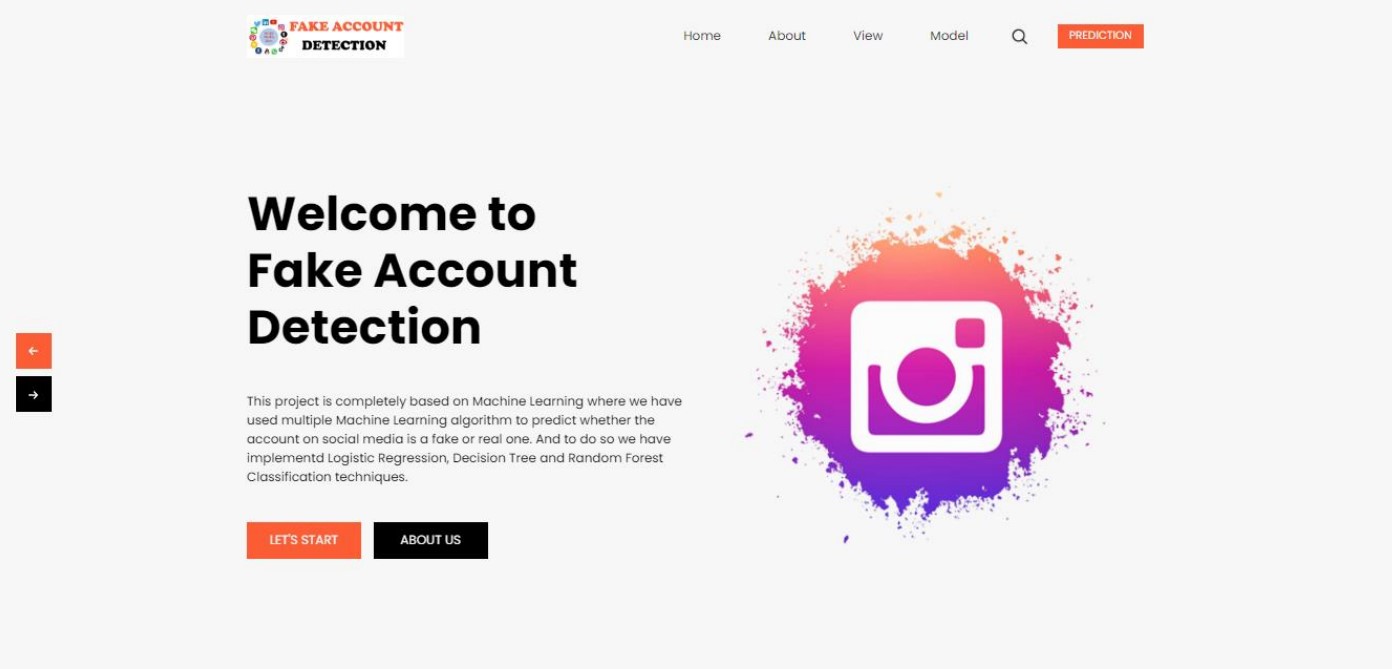 FAKE ACCOUNT
DETECTION
Home About View Model PREDICTION
Welcome to
Fake Account
Detection
This project is completely based on Machine Learning where we have
used multiple Machine Learning algorithm to predict whether the
account on social media is a fake or real one. And to do so we have
implementd Logistic Regression, Decision Tree and Random Forest
Classification techniques.
LET'S START ABOUT US